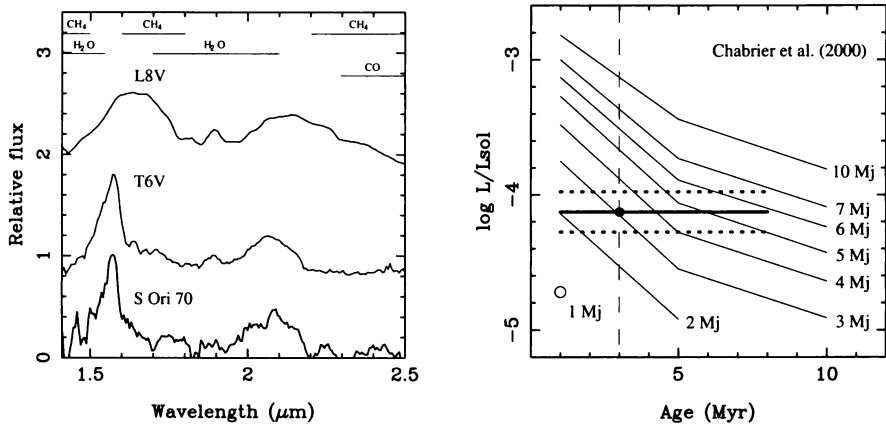 CH₄ CH₄ CH₄
H₂O H₂O
CO
L8V
T6V
S Ori 70
Relative flux
0 1 2 3
1.5 2 2.5
Wavelength (μm)
Chabrier et al. (2000)
10 Mj
7 Mj
6 Mj
5 Mj
4 Mj
3 Mj
2 Mj
1 Mj
log L/Lsol
-3
-4
-5
5 10
Age (Myr)